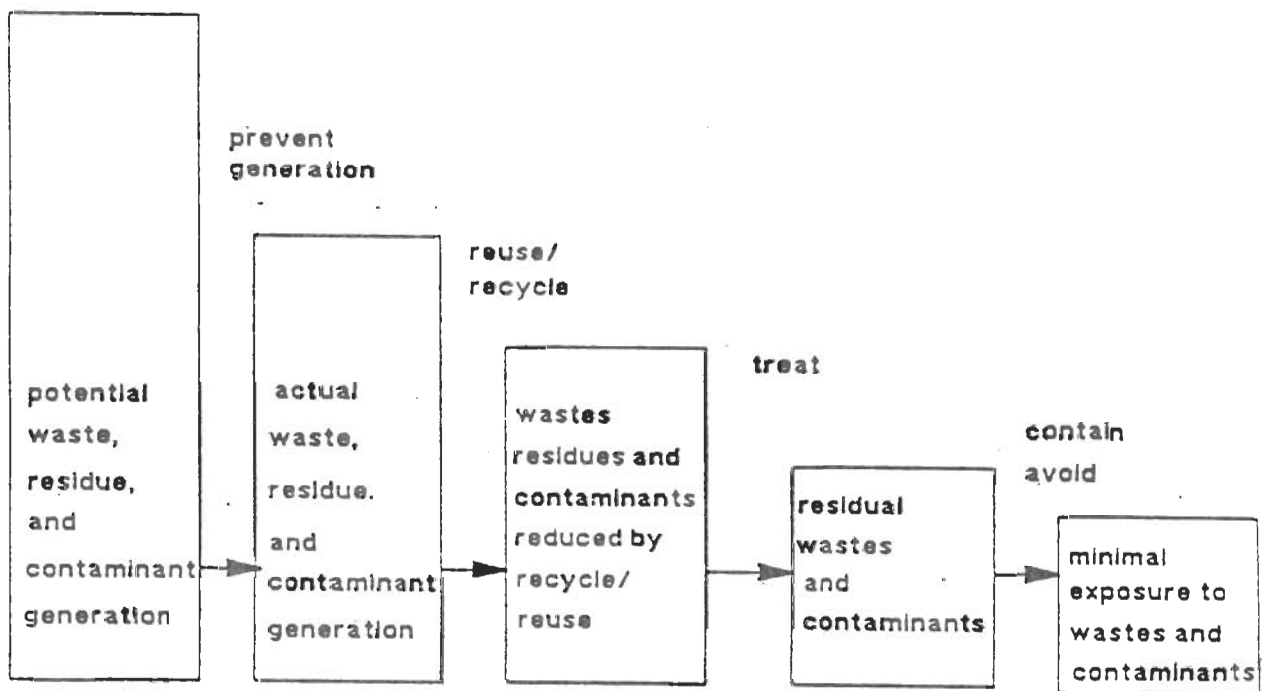 prevent
generation
reuse/
recycle
treat
contain
avoid
potential
waste,
residue,
and
contaminant
generation
actual
waste,
residue.
and
contaminant
generation
wastes
residues and
contaminants
reduced by
recycle/
reuse
residual
wastes
and
contaminants
minimal
exposure to
wastes and
contaminants